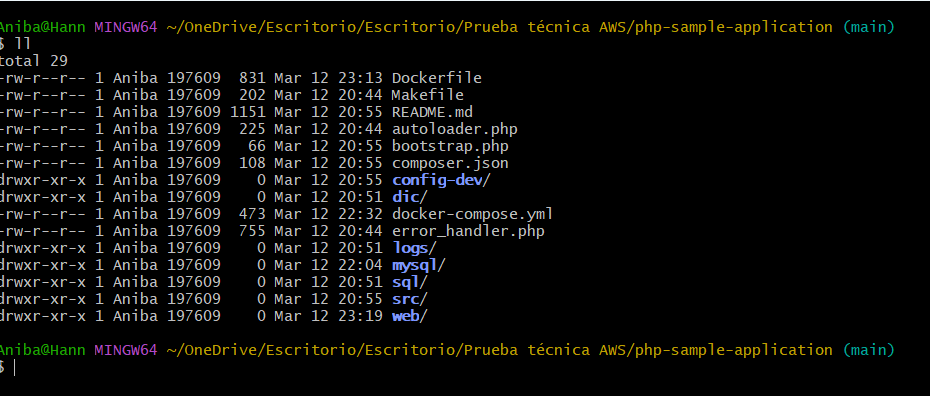 Aniba@Hann MINGW64 ~/OneDrive/Escritorio/Escritorio/Prueba técnica AWS/php-sample-application (main)
$ ll
total 29
-rw-r--r-- 1 Aniba 197609  831 Mar 12 23:13 Dockerfile
-rw-r--r-- 1 Aniba 197609  202 Mar 12 20:44 Makefile
-rw-r--r-- 1 Aniba 197609 1151 Mar 12 20:55 README.md
-rw-r--r-- 1 Aniba 197609  225 Mar 12 20:44 autoloader.php
-rw-r--r-- 1 Aniba 197609   66 Mar 12 20:55 bootstrap.php
-rw-r--r-- 1 Aniba 197609  108 Mar 12 20:55 composer.json
drwxr-xr-x 1 Aniba 197609    0 Mar 12 20:55 config-dev/
drwxr-xr-x 1 Aniba 197609    0 Mar 12 20:51 dic/
-rw-r--r-- 1 Aniba 197609  473 Mar 12 22:32 docker-compose.yml
-rw-r--r-- 1 Aniba 197609  755 Mar 12 20:44 error_handler.php
drwxr-xr-x 1 Aniba 197609    0 Mar 12 20:51 logs/
drwxr-xr-x 1 Aniba 197609    0 Mar 12 22:04 mysql/
drwxr-xr-x 1 Aniba 197609    0 Mar 12 20:51 sql/
drwxr-xr-x 1 Aniba 197609    0 Mar 12 20:55 src/
drwxr-xr-x 1 Aniba 197609    0 Mar 12 23:19 web/
Aniba@Hann MINGW64 ~/OneDrive/Escritorio/Escritorio/Prueba técnica AWS/php-sample-application (main)
$